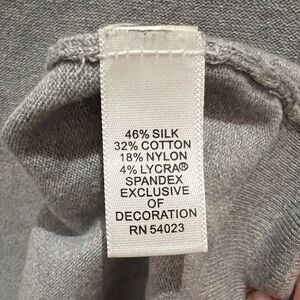 46% SILK
32% COTTON
18% NYLON
4% LYCRA®
SPANDEX
EXCLUSIVE
OF
DECORATION
RN 54023